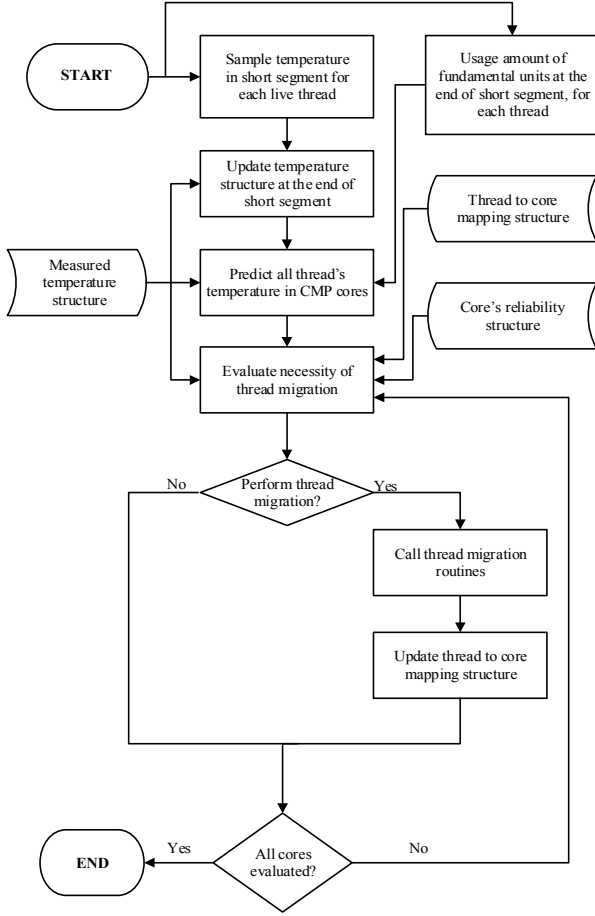 START
Sample temperature
in short segment for
each live thread
Usage amount of
fundamental units at the
end of short segment, for
each thread
Update temperature
structure at the end of
short segment
Thread to core
mapping structure
Measured
temperature
structure
Predict all thread's
temperature in CMP cores
Core's reliability
structure
Evaluate necessity of
thread migration
No
Perform thread
migration?
Yes
Call thread migration
routines
Update thread to core
mapping structure
END
Yes
All cores
evaluated?
No